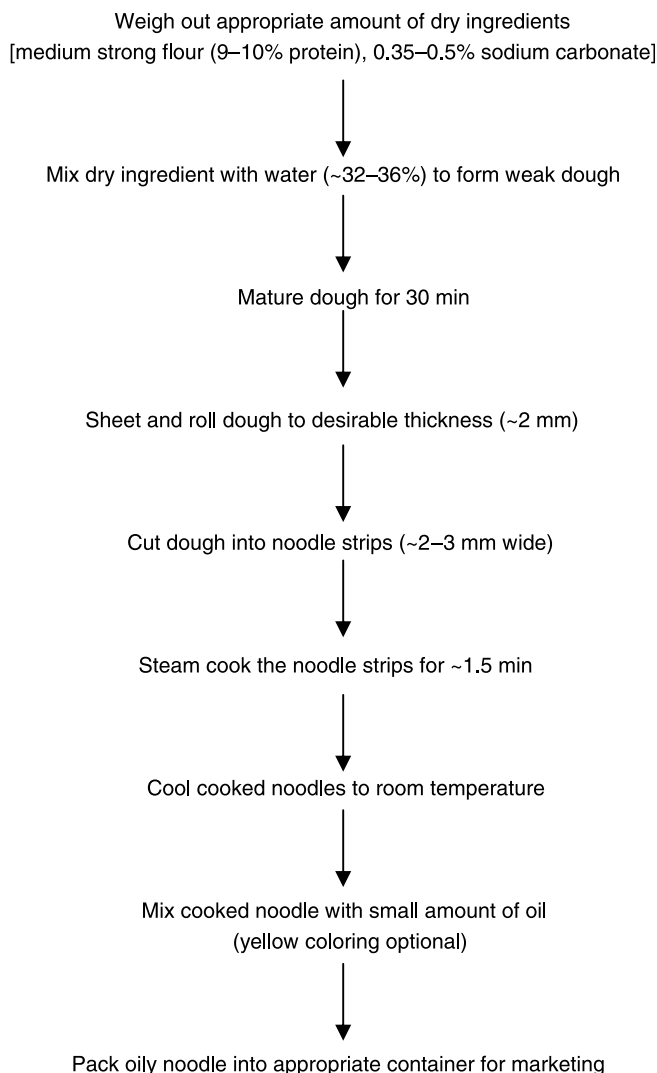 Weigh out appropriate amount of dry ingredients
[medium strong flour (9–10% protein), 0.35–0.5% sodium carbonate]
Mix dry ingredient with water (~32–36%) to form weak dough
Mature dough for 30 min
Sheet and roll dough to desirable thickness (~2 mm)
Cut dough into noodle strips (~2–3 mm wide)
Steam cook the noodle strips for ~1.5 min
Cool cooked noodles to room temperature
Mix cooked noodle with small amount of oil
(yellow coloring optional)
Pack oily noodle into appropriate container for marketing